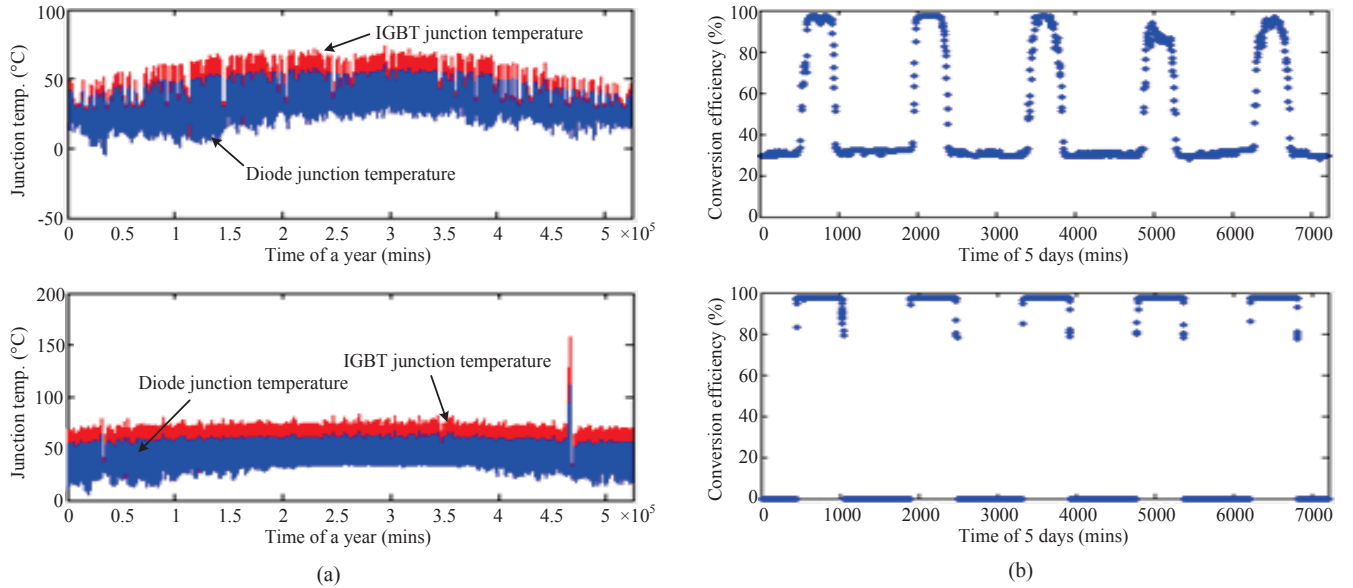 100
50
0
-50
Junction temp. (°C)
IGBT junction temperature
Diode junction temperature
0 0.5 1 1.5 2 2.5 3 3.5 4 4.5 5 ×10⁵
Time of a year (mins)
200
150
100
50
0
Junction temp. (°C)
IGBT junction temperature
Diode junction temperature
0 0.5 1 1.5 2 2.5 3 3.5 4 4.5 5 ×10⁵
Time of a year (mins)
(a)
100
80
60
40
20
0
Conversion efficiency (%)
0 1000 2000 3000 4000 5000 6000 7000
Time of 5 days (mins)
100
80
60
40
20
0
Conversion efficiency (%)
0 1000 2000 3000 4000 5000 6000 7000
Time of 5 days (mins)
(b)